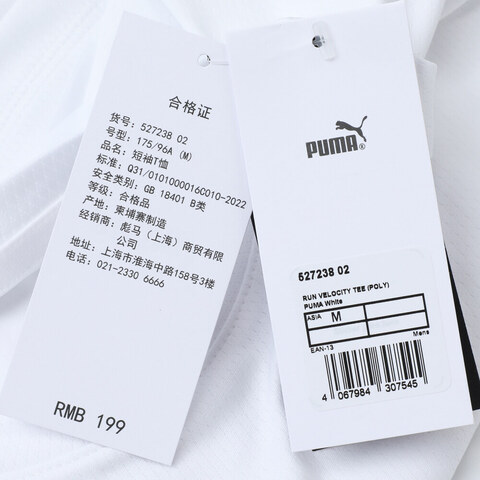 合格证
货号: 527238 02
号型: 175/96A (M)
品名: 短袖T恤
标准: Q31/0101000016C010-2022
安全类别: GB 18401 B类
等级: 合格品
产地: 柬埔寨制造
经销商: 彪马（上海）商贸有限
公司
地址: 上海市淮海中路158号3楼
电话: 021-2330 6666
RMB 199
PUMA®
527238 02
RUN VELOCITY TEE (POLY)
PUMA White
ASIA M
EAN-13 Mens
4 067984 307545